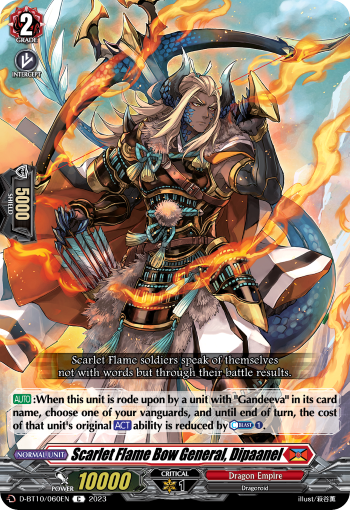 2
GRADE
INTERCEPT
5000
SHIELD
Scarlet Flame soldiers speak of themselves
not with words but through their battle results.
AUTO:When this unit is rode upon by a unit with "Gandeeva" in its card
name, choose one of your vanguards, and until end of turn, the cost
of that unit's original ACT ability is reduced by BLAST 1.
NORMAL UNIT Scarlet Flame Bow General, Dipaanel
POWER 10000 CRITICAL 1 Dragon Empire
Dragoroid
D-BT10/060EN C 2023 illust/萩谷薫